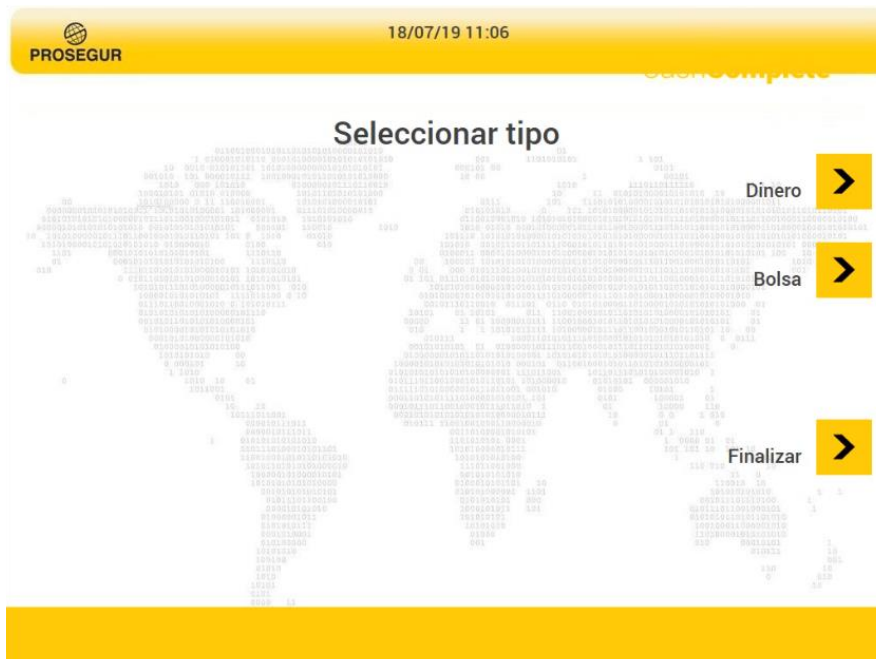 18/07/19 11:06
PROSEGUR
Seleccionar tipo
Dinero
Bolsa
Finalizar